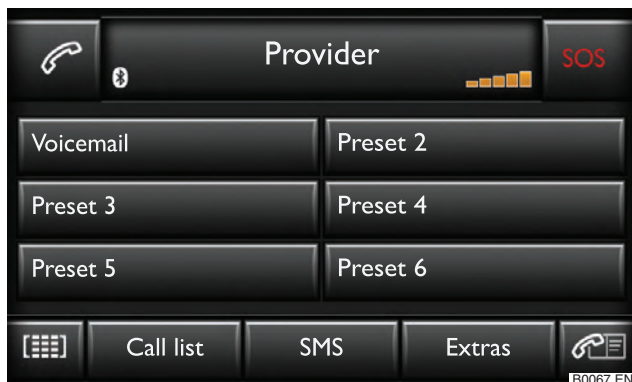 Provider
SOS
Voicemail
Preset 2
Preset 3
Preset 4
Preset 5
Preset 6
Call list
SMS
Extras
B0067 EN